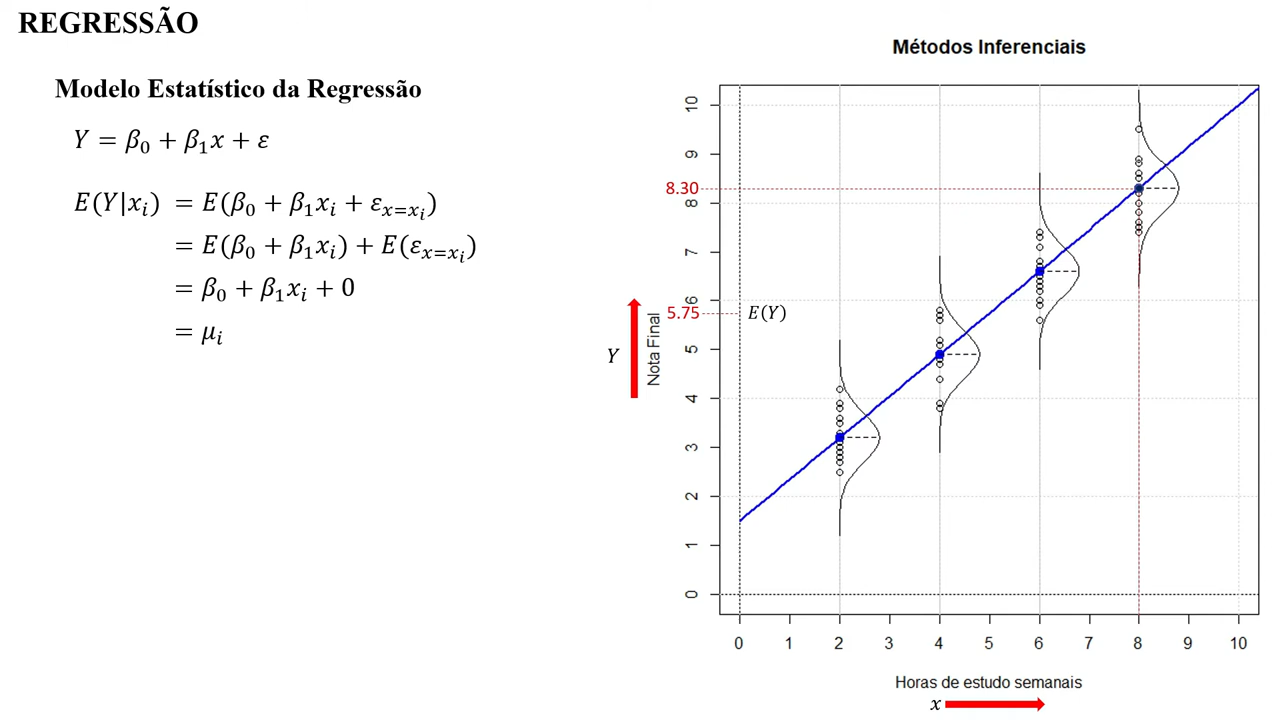 REGRESSÃO
Modelo Estatístico da Regressão
Y = β₀ + β₁x + ε
E(Y|xᵢ) = E(β₀ + β₁xᵢ + ε_{x=xᵢ})
= E(β₀ + β₁xᵢ) + E(ε_{x=xᵢ})
= β₀ + β₁xᵢ + 0
= μᵢ
Métodos Inferenciais
10
9
8.30
8
7
6
5.75
E(Y)
5
4
3
2
1
0
Y
Nota Final
0 1 2 3 4 5 6 7 8 9 10
Horas de estudo semanais
x